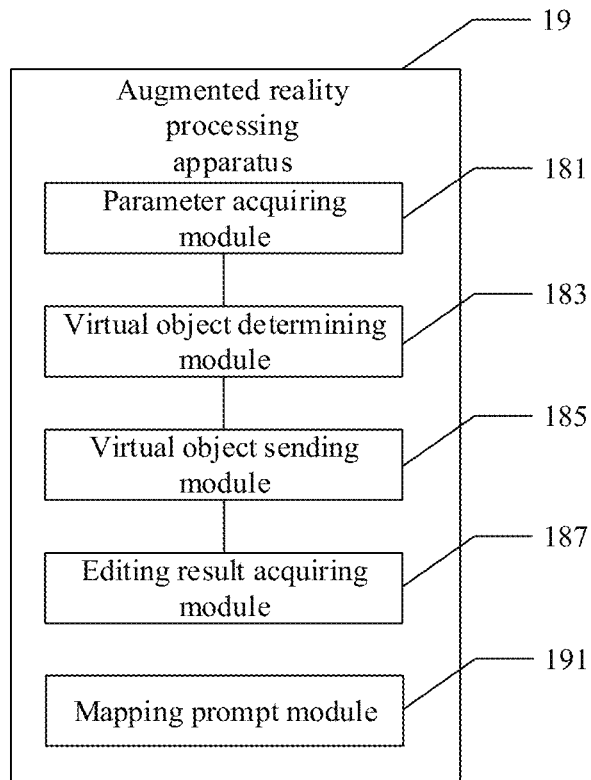 19
Augmented reality
processing
apparatus
181
Parameter acquiring
module
183
Virtual object determining
module
185
Virtual object sending
module
187
Editing result acquiring
module
191
Mapping prompt module